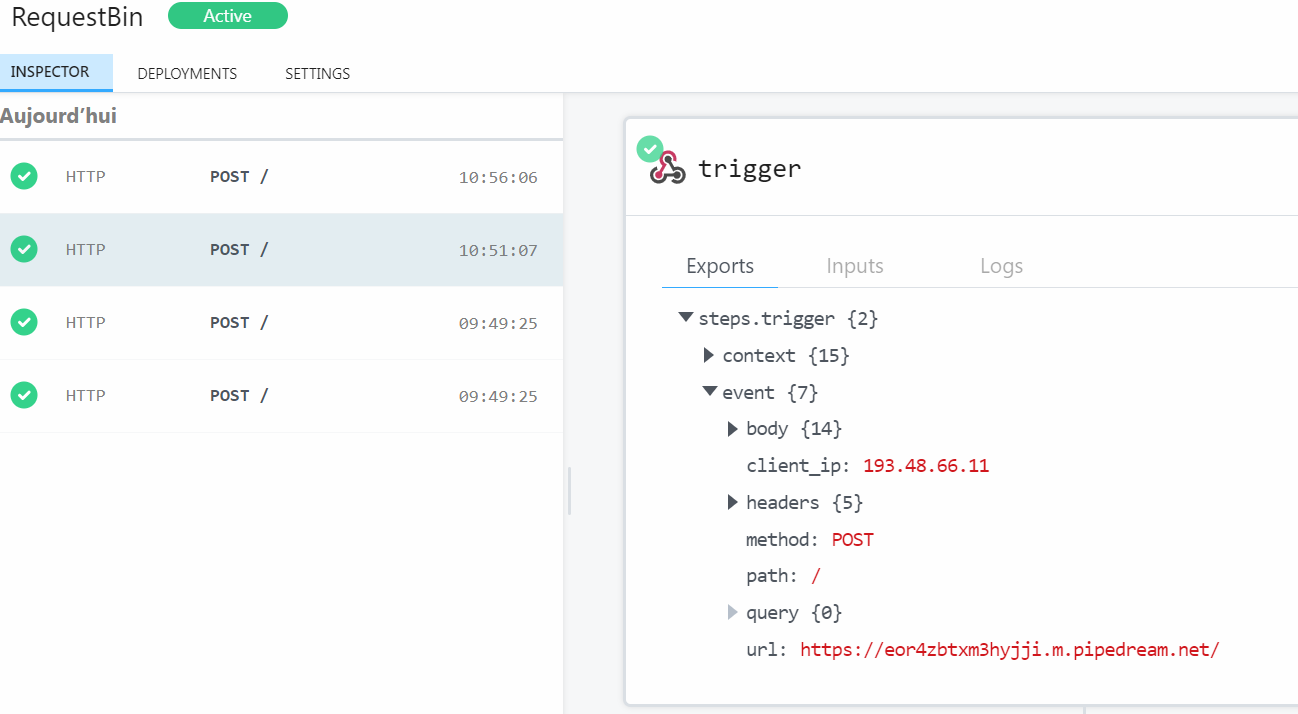 RequestBin Active
INSPECTOR DEPLOYMENTS SETTINGS
Aujourd’hui
HTTP POST / 10:56:06
HTTP POST / 10:51:07
HTTP POST / 09:49:25
HTTP POST / 09:49:25
trigger
Exports Inputs Logs
steps.trigger {2}
context {15}
event {7}
body {14}
client_ip: 193.48.66.11
headers {5}
method: POST
path: /
query {0}
url: https://eor4zbtxm3hyjji.m.pipedream.net/